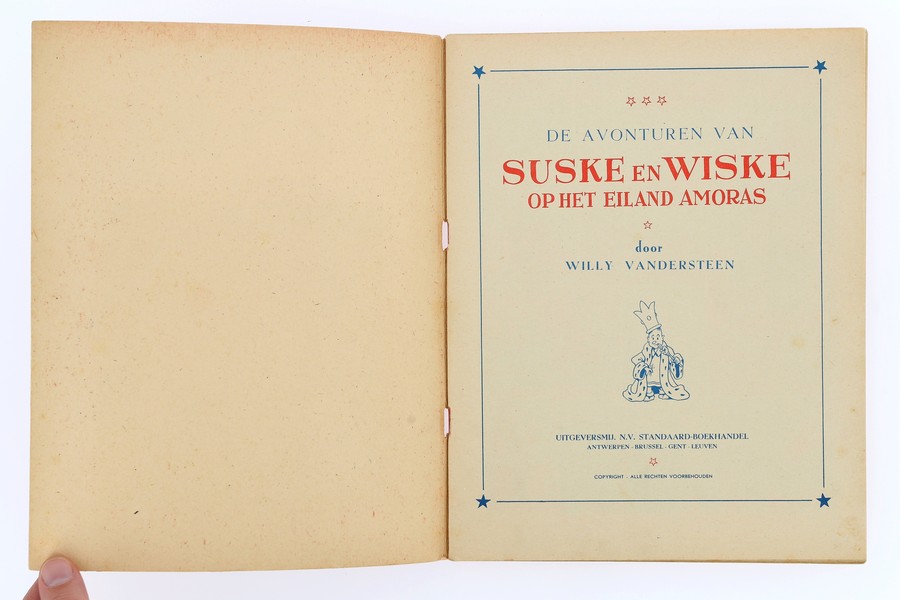 DE AVONTUREN VAN
SUSKE EN WISKE
OP HET EILAND AMORAS
door
WILLY VANDERSTEEN
UITGEVERSMIJ. N.V. STANDAARD-BOEKHANDEL
ANTWERPEN - BRUSSEL - GENT - LEUVEN
COPYRIGHT - ALLE RECHTEN VOORBEHOUDEN